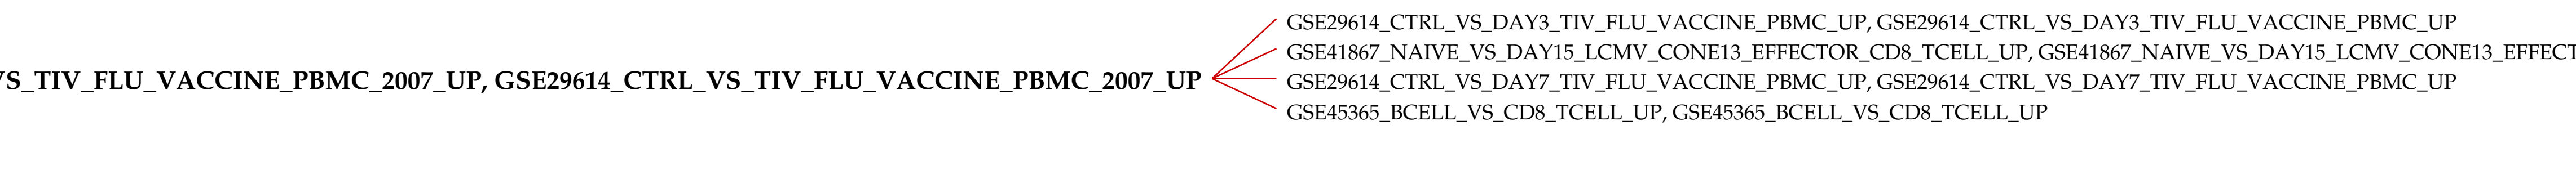 GSE29614_CTRL_VS_DAY3_TIV_FLU_VACCINE_PBMC_UP, GSE29614_CTRL_VS_DAY3_TIV_FLU_VACCINE_PBMC_UP
GSE41867_NAIVE_VS_DAY15_LCMV_CONE13_EFFECTOR_CD8_TCELL_UP, GSE41867_NAIVE_VS_DAY15_LCMV_CONE13_EFFECT
VS_TIV_FLU_VACCINE_PBMC_2007_UP, GSE29614_CTRL_VS_TIV_FLU_VACCINE_PBMC_2007_UP
GSE29614_CTRL_VS_DAY7_TIV_FLU_VACCINE_PBMC_UP, GSE29614_CTRL_VS_DAY7_TIV_FLU_VACCINE_PBMC_UP
GSE45365_BCELL_VS_CD8_TCELL_UP, GSE45365_BCELL_VS_CD8_TCELL_UP